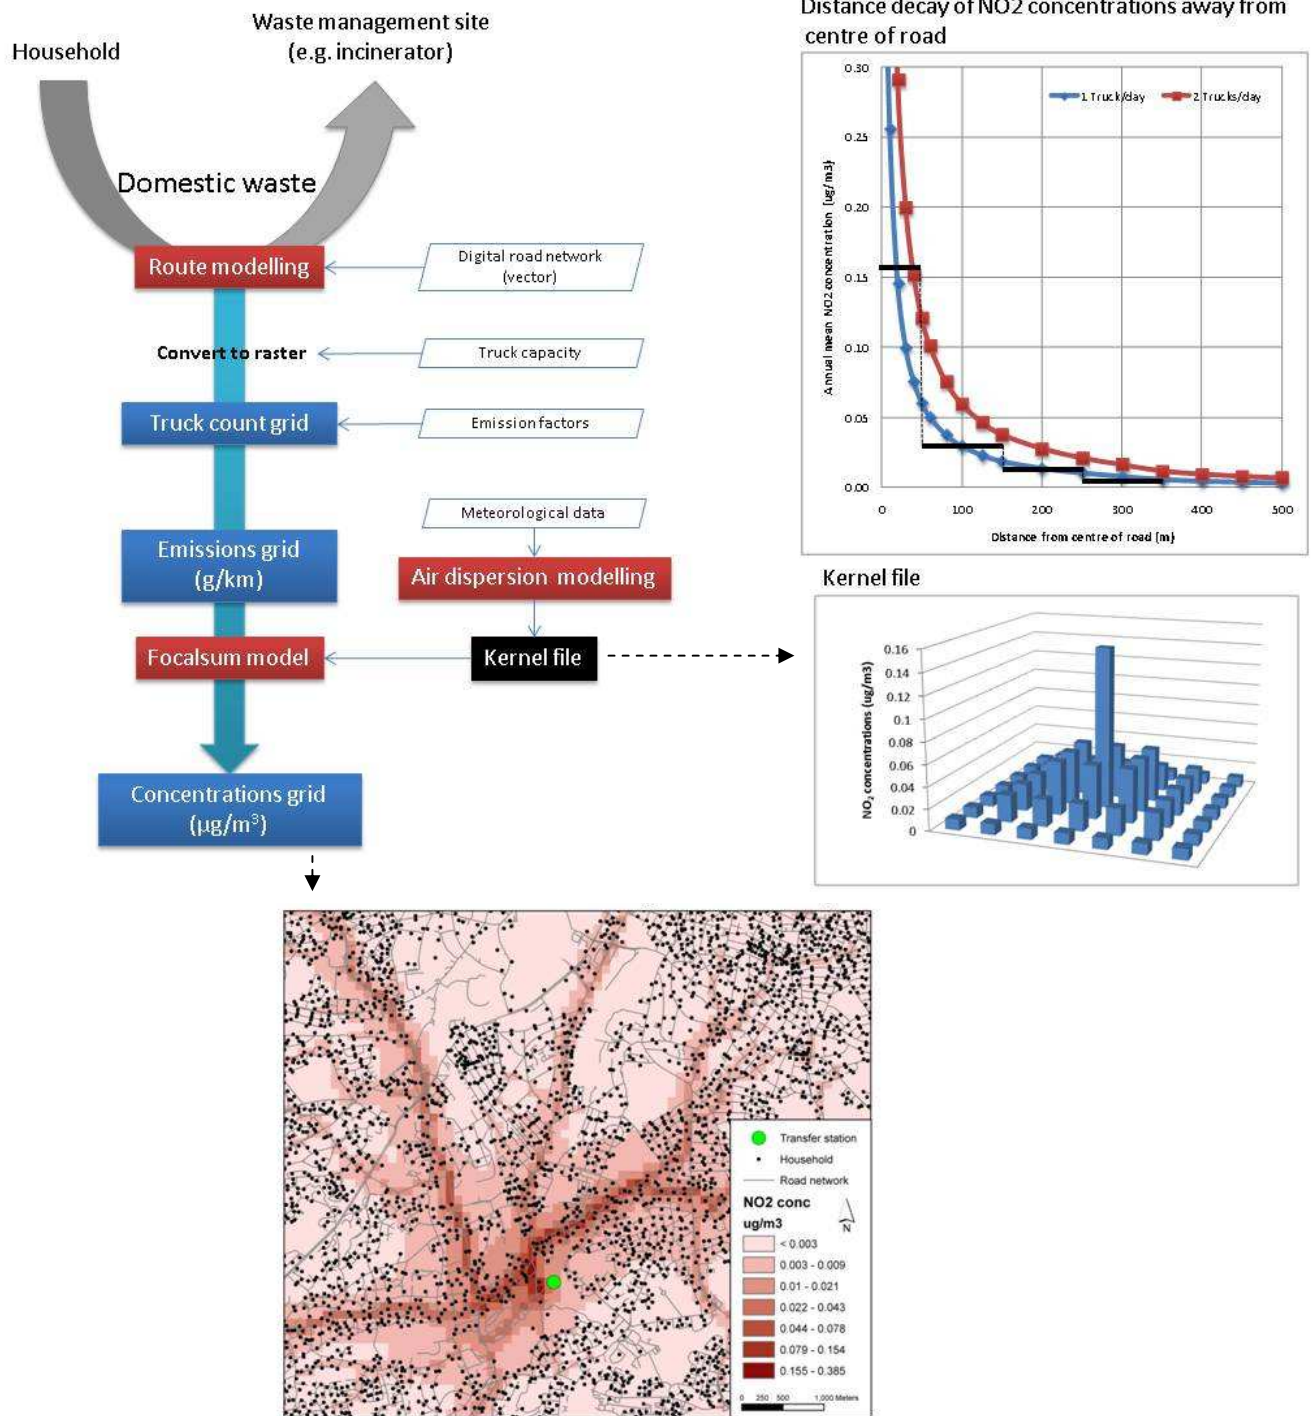 Waste management site
(e.g. incinerator)
Household
Domestic waste
Route modelling
Digital road network
(vector)
Convert to raster
Truck capacity
Truck count grid
Emission factors
Meteorological data
Emissions grid
(g/km)
Air dispersion modelling
Focalsum model
Kernel file
Concentrations grid
(µg/m³)
Distance decay of NO2 concentrations away from
centre of road
0.30
0.25
0.20
0.15
0.10
0.05
0.00
Annual mean NO2 concentration (ug/m3)
1 Truck/day
2 Trucks/day
0 100 200 300 400 500
Distance from centre of road (m)
Kernel file
NO₂ concentrations (ug/m3)
0.16
0.14
0.12
0.1
0.08
0.06
0.04
0.02
0
Transfer station
Household
Road network
NO2 conc
ug/m3
N
< 0.003
0.003 - 0.009
0.01 - 0.021
0.022 - 0.043
0.044 - 0.078
0.079 - 0.154
0.155 - 0.385
0 250 500 1,000 Meters